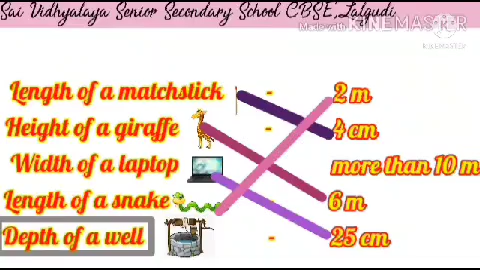 Sai Vidhyalaya Senior Secondary School CBSE, Lalgudi,
Made with KINEMASTER
KINEMASTER
Length of a matchstick - 2 m
Height of a giraffe - 4 cm
Width of a laptop more than 10 m
Length of a snake - 6 m
Depth of a well - 25 cm